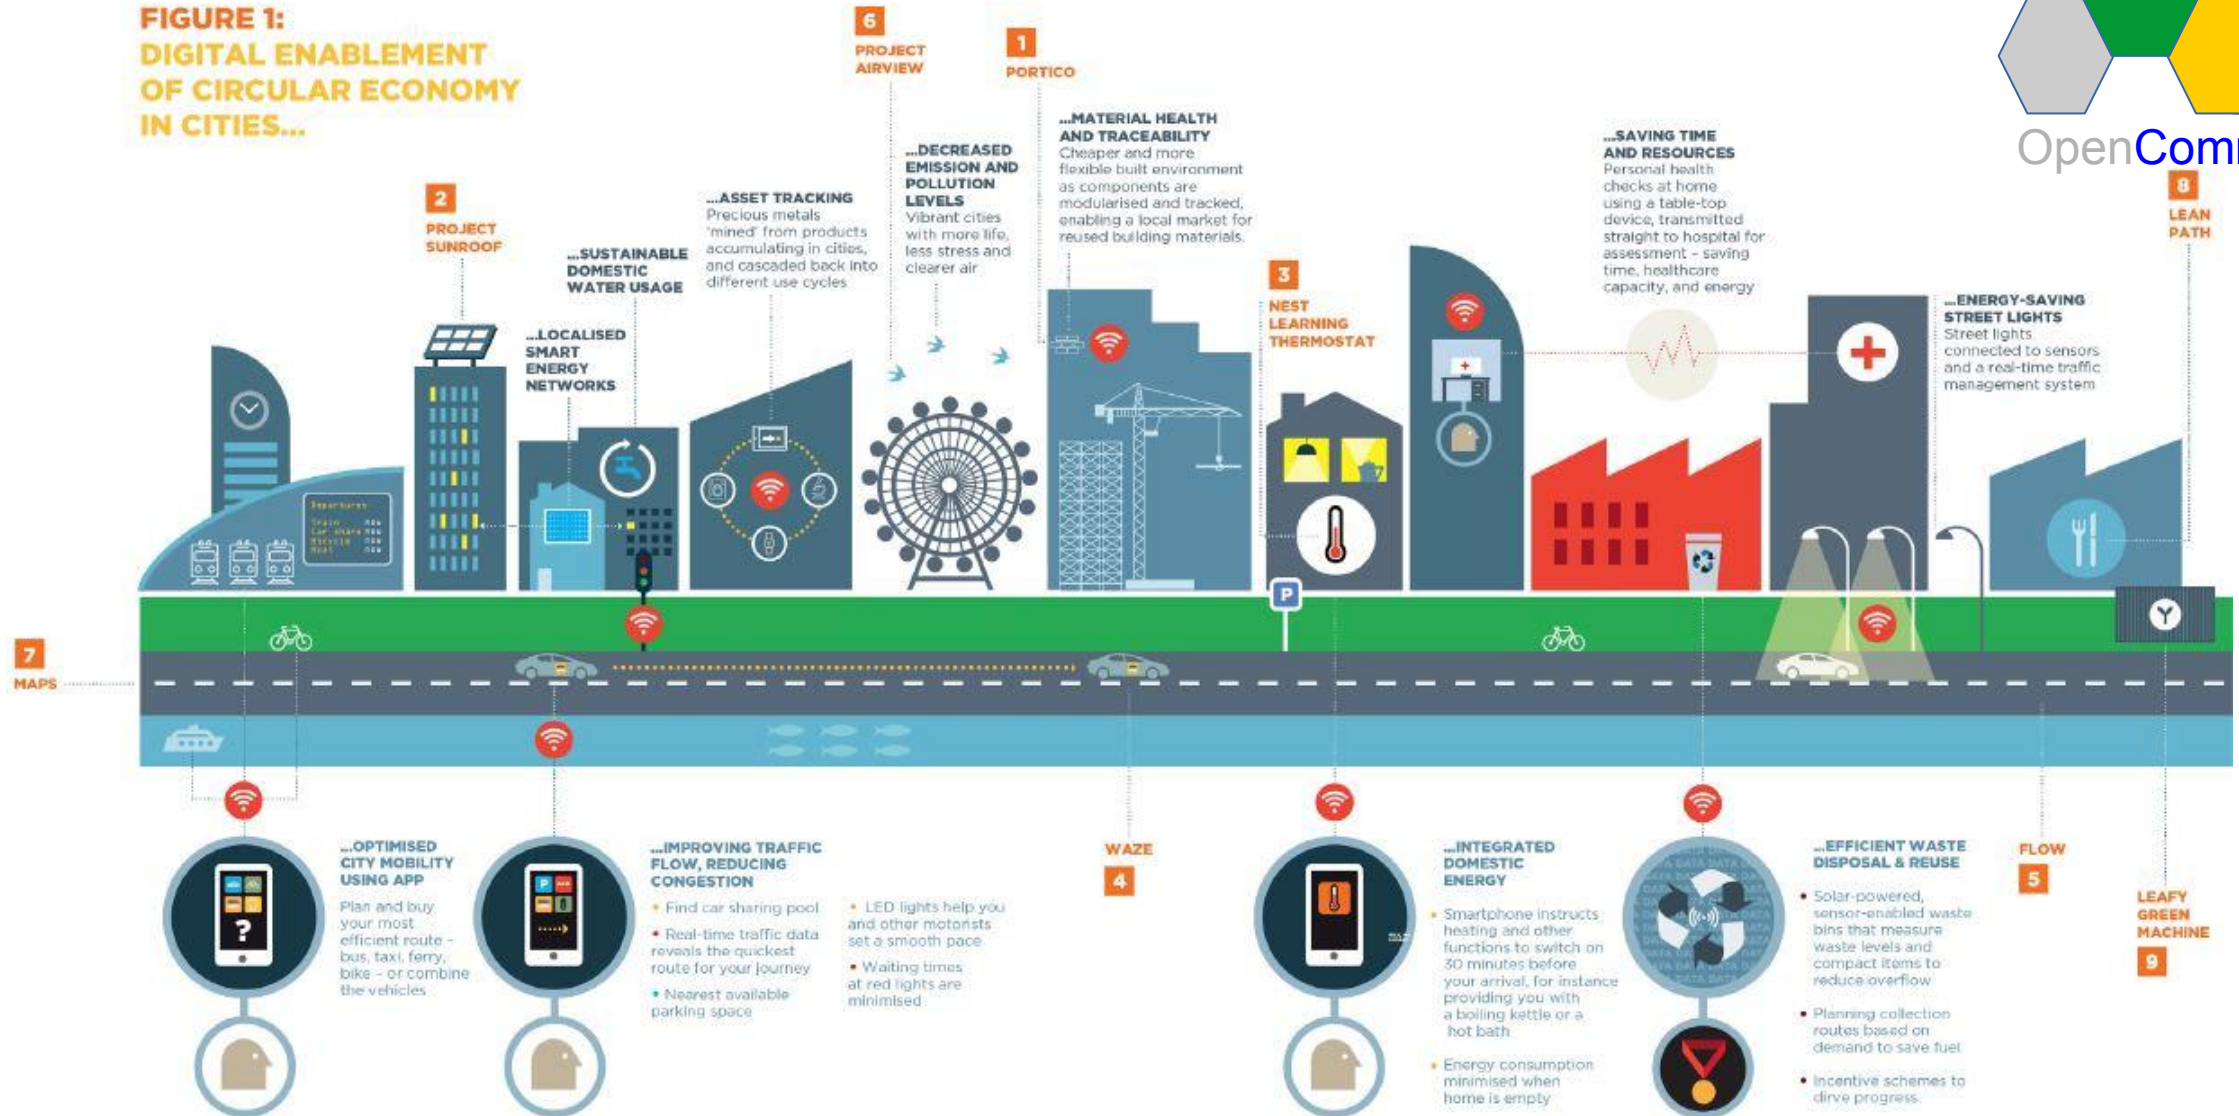 FIGURE 1:
DIGITAL ENABLEMENT
OF CIRCULAR ECONOMY
IN CITIES...
6
PROJECT
AIRVIEW
1
PORTICO
OpenCom
8
LEAN
PATH
2
PROJECT
SUNROOF
...SUSTAINABLE
DOMESTIC
WATER USAGE
...LOCALISED
SMART
ENERGY
NETWORKS
...ASSET TRACKING
Precious metals
'mined' from products
accumulating in cities,
and cascaded back into
different use cycles
...DECREASED
EMISSION AND
POLLUTION
LEVELS
Vibrant cities
with more life,
less stress and
clearer air
...MATERIAL HEALTH
AND TRACEABILITY
Cheaper and more
flexible built environment
as components are
modularised and tracked,
enabling a local market for
reused building materials.
3
NEST
LEARNING
THERMOSTAT
...SAVING TIME
AND RESOURCES
Personal health
checks at home
using a table-top
device, transmitted
straight to hospital for
assessment – saving
time, healthcare
capacity, and energy
...ENERGY-SAVING
STREET LIGHTS
Street lights
connected to sensors
and a real-time traffic
management system
Departures
Train now
Car share now
Bicycle now
Boat now
P
7
MAPS
?
...OPTIMISED
CITY MOBILITY
USING APP
Plan and buy
your most
efficient route –
bus, taxi, ferry,
bike – or combine
the vehicles
P
...IMPROVING TRAFFIC
FLOW, REDUCING
CONGESTION
• Find car sharing pool
• Real-time traffic data
reveals the quickest
route for your journey
• Nearest available
parking space
• LED lights help you
and other motorists
set a smooth pace
• Waiting times
at red lights are
minimised
WAZE
4
...INTEGRATED
DOMESTIC
ENERGY
• Smartphone instructs
heating and other
functions to switch on
30 minutes before
your arrival, for instance
providing you with
a boiling kettle or a
hot bath
• Energy consumption
minimised when
home is empty
DATA DATA DATA
...EFFICIENT WASTE
DISPOSAL & REUSE
• Solar-powered,
sensor-enabled waste
bins that measure
waste levels and
compact items to
reduce overflow
• Planning collection
routes based on
demand to save fuel
• Incentive schemes to
dirve progress.
FLOW
5
LEAFY
GREEN
MACHINE
9